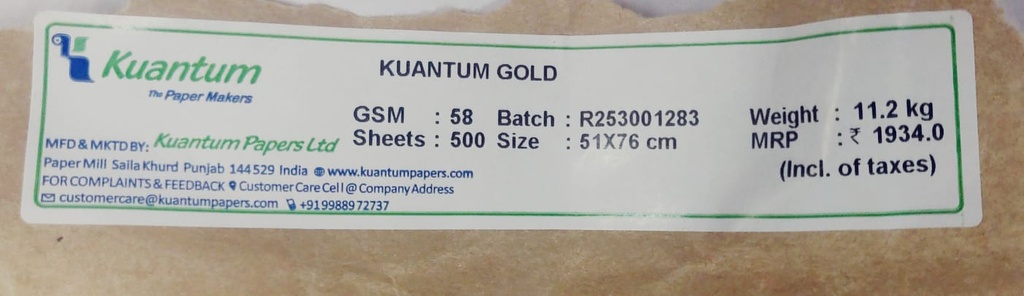 Kuantum
The Paper Makers
KUANTUM GOLD
GSM : 58 Batch : R253001283 Weight : 11.2 kg
Sheets : 500 Size : 51X76 cm MRP : ₹ 1934.0
(Incl. of taxes)
MFD & MKTD BY: Kuantum Papers Ltd
Paper Mill Saila Khurd Punjab 144529 India www.kuantumpapers.com
FOR COMPLAINTS & FEEDBACK Customer Care Cell @ Company Address
customercare@kuantumpapers.com +919988972737